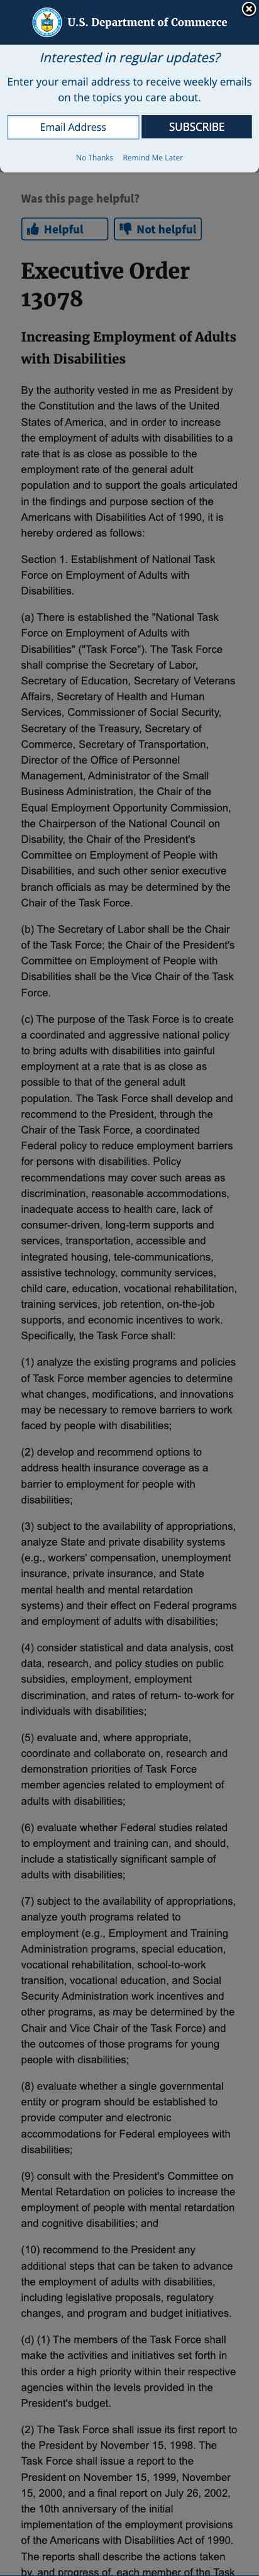 U.S. Department of Commerce
Interested in regular updates?
Enter your email address to receive weekly emails
on the topics you care about.
Email Address
SUBSCRIBE
No Thanks Remind Me Later
Was this page helpful?
Helpful
Not helpful
Executive Order
13078
Increasing Employment of Adults
with Disabilities
By the authority vested in me as President by
the Constitution and the laws of the United
States of America, and in order to increase
the employment of adults with disabilities to a
rate that is as close as possible to the
employment rate of the general adult
population and to support the goals articulated
in the findings and purpose section of the
Americans with Disabilities Act of 1990, it is
hereby ordered as follows:
Section 1. Establishment of National Task
Force on Employment of Adults with
Disabilities.
(a) There is established the "National Task
Force on Employment of Adults with
Disabilities" ("Task Force"). The Task Force
shall comprise the Secretary of Labor,
Secretary of Education, Secretary of Veterans
Affairs, Secretary of Health and Human
Services, Commissioner of Social Security,
Secretary of the Treasury, Secretary of
Commerce, Secretary of Transportation,
Director of the Office of Personnel
Management, Administrator of the Small
Business Administration, the Chair of the
Equal Employment Opportunity Commission,
the Chairperson of the National Council on
Disability, the Chair of the President's
Committee on Employment of People with
Disabilities, and such other senior executive
branch officials as may be determined by the
Chair of the Task Force.
(b) The Secretary of Labor shall be the Chair
of the Task Force; the Chair of the President's
Committee on Employment of People with
Disabilities shall be the Vice Chair of the Task
Force.
(c) The purpose of the Task Force is to create
a coordinated and aggressive national policy
to bring adults with disabilities into gainful
employment at a rate that is as close as
possible to that of the general adult
population. The Task Force shall develop and
recommend to the President, through the
Chair of the Task Force, a coordinated
Federal policy to reduce employment barriers
for persons with disabilities. Policy
recommendations may cover such areas as
discrimination, reasonable accommodations,
inadequate access to health care, lack of
consumer-driven, long-term supports and
services, transportation, accessible and
integrated housing, tele-communications,
assistive technology, community services,
child care, education, vocational rehabilitation,
training services, job retention, on-the-job
supports, and economic incentives to work.
Specifically, the Task Force shall:
(1) analyze the existing programs and policies
of Task Force member agencies to determine
what changes, modifications, and innovations
may be necessary to remove barriers to work
faced by people with disabilities;
(2) develop and recommend options to
address health insurance coverage as a
barrier to employment for people with
disabilities;
(3) subject to the availability of appropriations,
analyze State and private disability systems
(e.g., workers' compensation, unemployment
insurance, private insurance, and State
mental health and mental retardation
systems) and their effect on Federal programs
and employment of adults with disabilities;
(4) consider statistical and data analysis, cost
data, research, and policy studies on public
subsidies, employment, employment
discrimination, and rates of return- to-work for
individuals with disabilities;
(5) evaluate and, where appropriate,
coordinate and collaborate on, research and
demonstration priorities of Task Force
member agencies related to employment of
adults with disabilities;
(6) evaluate whether Federal studies related
to employment and training can, and should,
include a statistically significant sample of
adults with disabilities;
(7) subject to the availability of appropriations,
analyze youth programs related to
employment (e.g., Employment and Training
Administration programs, special education,
vocational rehabilitation, school-to-work
transition, vocational education, and Social
Security Administration work incentives and
other programs, as may be determined by the
Chair and Vice Chair of the Task Force) and
the outcomes of those programs for young
people with disabilities;
(8) evaluate whether a single governmental
entity or program should be established to
provide computer and electronic
accommodations for Federal employees with
disabilities;
(9) consult with the President's Committee on
Mental Retardation on policies to increase the
employment of people with mental retardation
and cognitive disabilities; and
(10) recommend to the President any
additional steps that can be taken to advance
the employment of adults with disabilities,
including legislative proposals, regulatory
changes, and program and budget initiatives.
(d) (1) The members of the Task Force shall
make the activities and initiatives set forth in
this order a high priority within their respective
agencies within the levels provided in the
President's budget.
(2) The Task Force shall issue its first report to
the President by November 15, 1998. The
Task Force shall issue a report to the
President on November 15, 1999, November
15, 2000, and a final report on July 26, 2002,
the 10th anniversary of the initial
implementation of the employment provisions
of the Americans with Disabilities Act of 1990.
The reports shall describe the actions taken
by, and progress of, each member of the Task